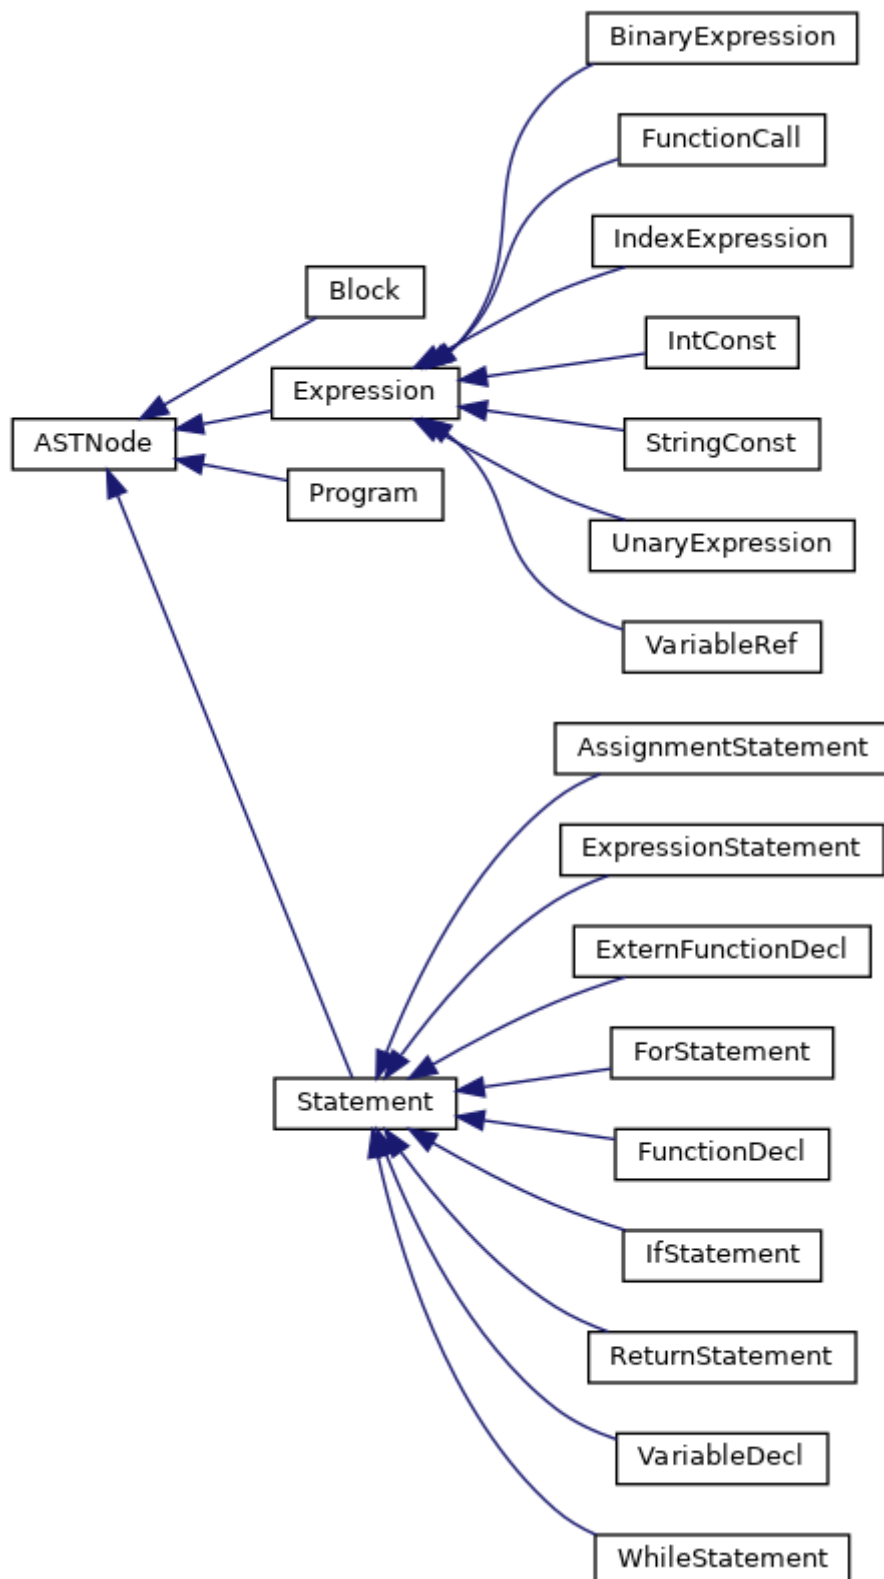 BinaryExpression
FunctionCall
IndexExpression
Block
IntConst
Expression
ASTNode
StringConst
Program
UnaryExpression
VariableRef
AssignmentStatement
ExpressionStatement
ExternFunctionDecl
ForStatement
Statement
FunctionDecl
IfStatement
ReturnStatement
VariableDecl
WhileStatement